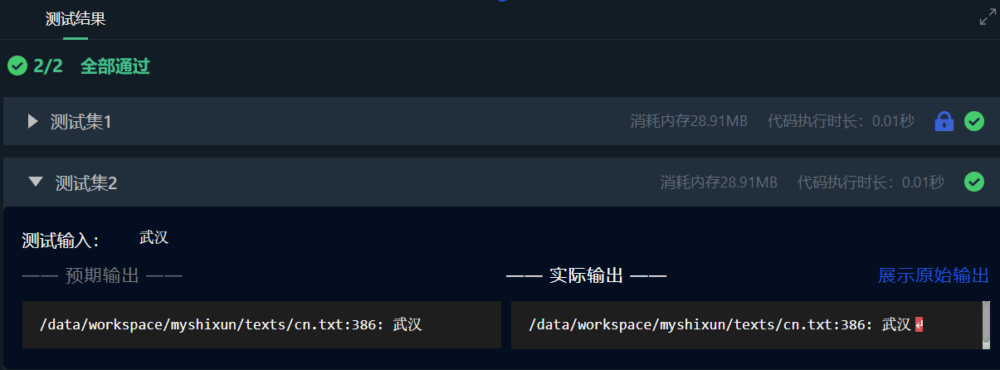 测试结果
2/2 全部通过
测试集1 消耗内存28.91MB 代码执行时长：0.01秒
测试集2 消耗内存28.91MB 代码执行时长：0.01秒
测试输入： 武汉
—— 预期输出 —— —— 实际输出 —— 展示原始输出
/data/workspace/myshixun/texts/cn.txt:386: 武汉 /data/workspace/myshixun/texts/cn.txt:386: 武汉↵